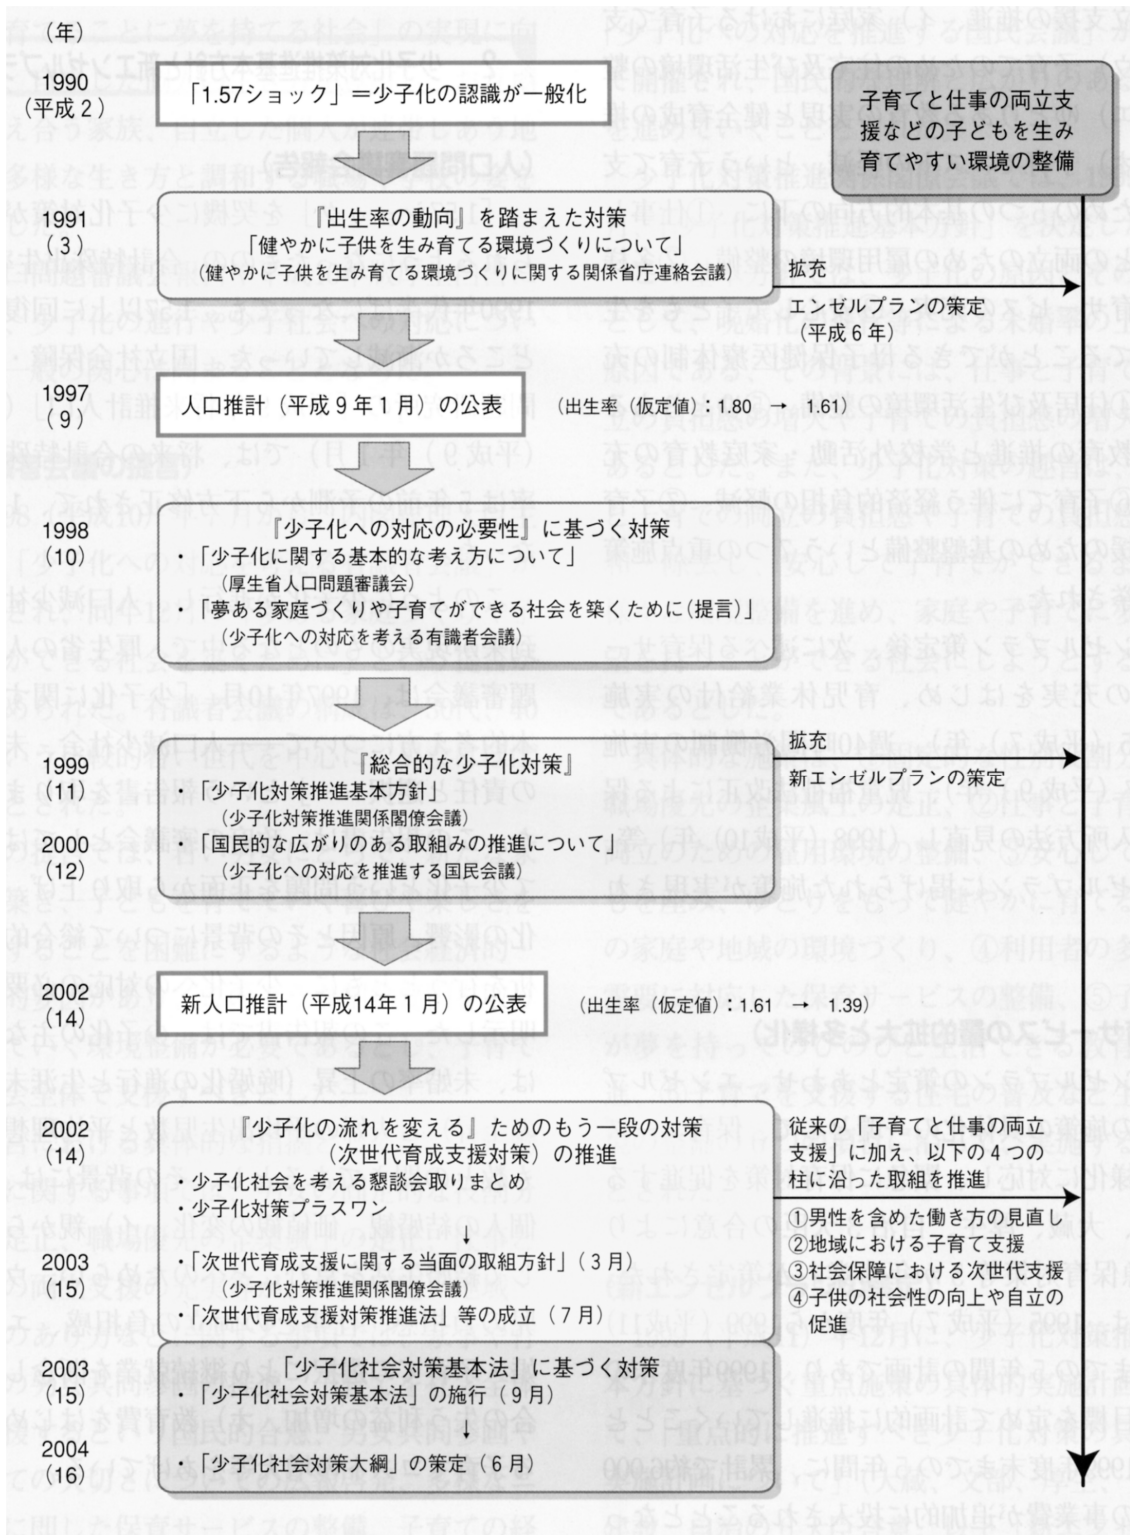 （年）
1990
（平成２）
「1.57ショック」＝少子化の認識が一般化
子育てと仕事の両立支
援などの子どもを生み
育てやすい環境の整備
1991
（３）
『出生率の動向』を踏まえた対策
「健やかに子供を生み育てる環境づくりについて」
（健やかに子供を生み育てる環境づくりに関する関係省庁連絡会議）
拡充
エンゼルプランの策定
（平成６年）
1997
（９）
人口推計（平成９年１月）の公表
（出生率（仮定値）：1.80 → 1.61）
1998
（10）
『少子化への対応の必要性』に基づく対策
・「少子化に関する基本的な考え方について」
（厚生省人口問題審議会）
・「夢ある家庭づくりや子育てができる社会を築くために（提言）」
（少子化への対応を考える有識者会議）
1999
（11）
2000
（12）
『総合的な少子化対策』
・「少子化対策推進基本方針」
（少子化対策推進関係閣僚会議）
・「国民的な広がりのある取組みの推進について」
（少子化への対応を推進する国民会議）
拡充
新エンゼルプランの策定
2002
（14）
新人口推計（平成14年１月）の公表
（出生率（仮定値）：1.61 → 1.39）
2002
（14）
『少子化の流れを変える』ためのもう一段の対策
（次世代育成支援対策）の推進
・少子化社会を考える懇談会取りまとめ
・少子化対策プラスワン
↓
2003
（15）
・「次世代育成支援に関する当面の取組方針」（３月）
（少子化対策推進関係閣僚会議）
・「次世代育成支援対策推進法」等の成立（７月）
従来の「子育てと仕事の両立
支援」に加え、以下の４つの
柱に沿った取組を推進
①男性を含めた働き方の見直し
②地域における子育て支援
③社会保障における次世代支援
④子供の社会性の向上や自立の
促進
2003
（15）
「少子化社会対策基本法」に基づく対策
・「少子化社会対策基本法」の施行（９月）
↓
2004
（16）
・「少子化社会対策大綱」の策定（６月）